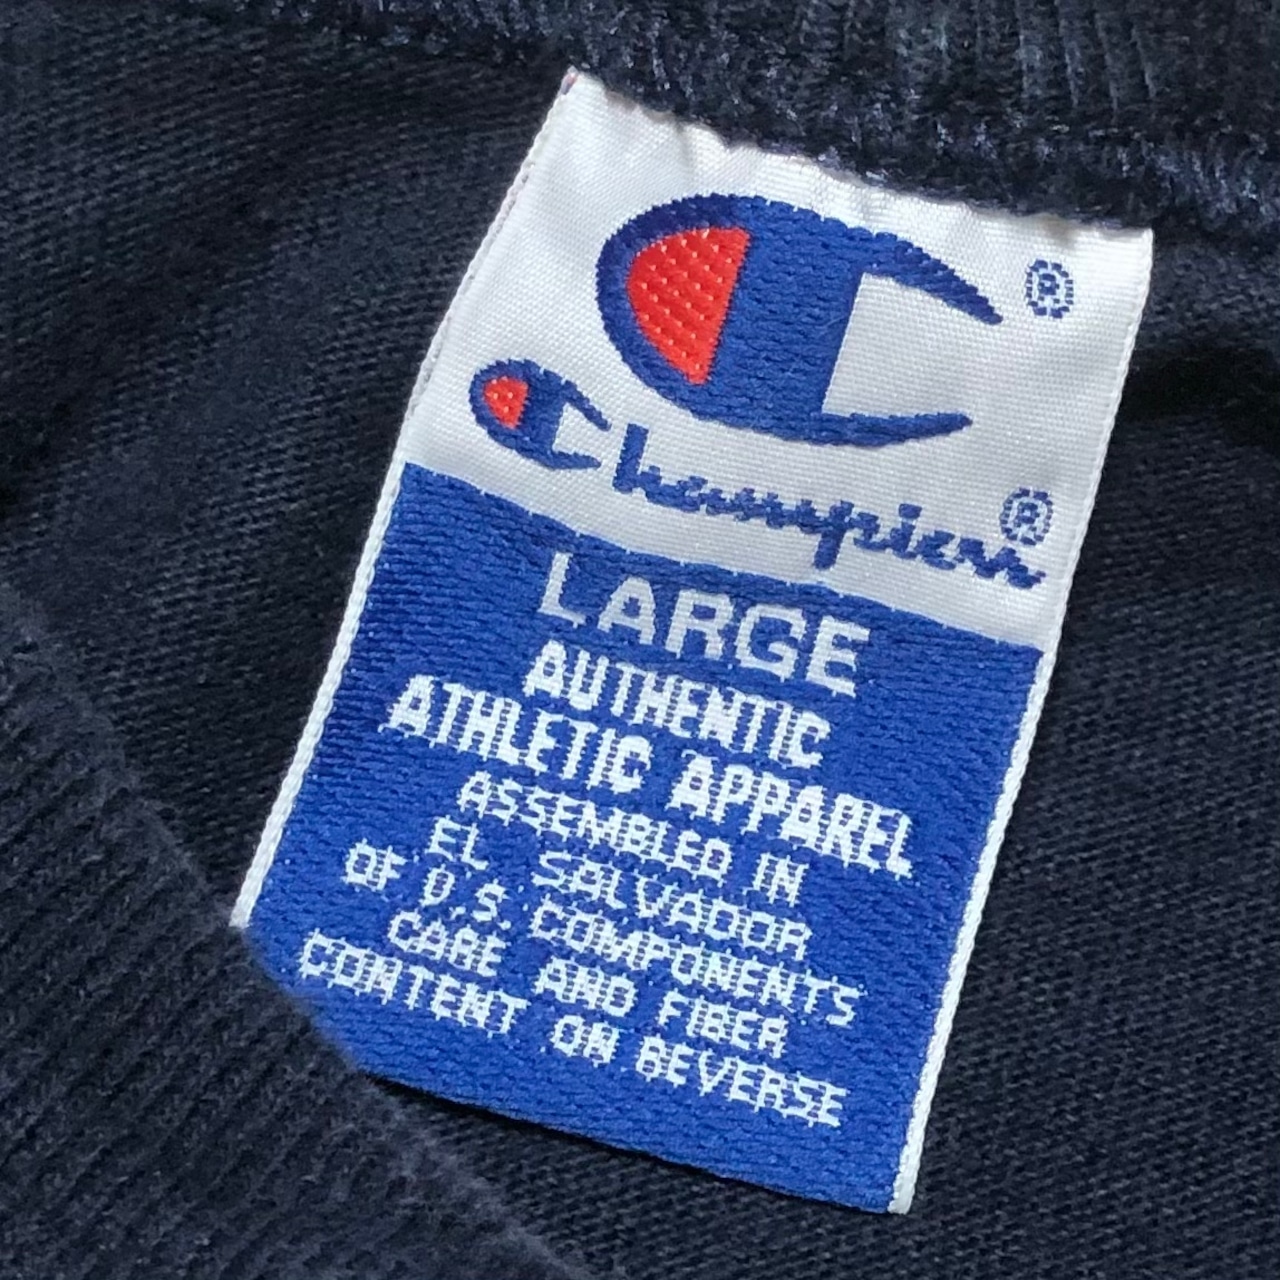 ®
Champion®
LARGE
AUTHENTIC
ATHLETIC APPAREL
ASSEMBLED IN
EL SALVADOR
OF U.S. COMPONENTS
CARE AND FIBER
CONTENT ON REVERSE